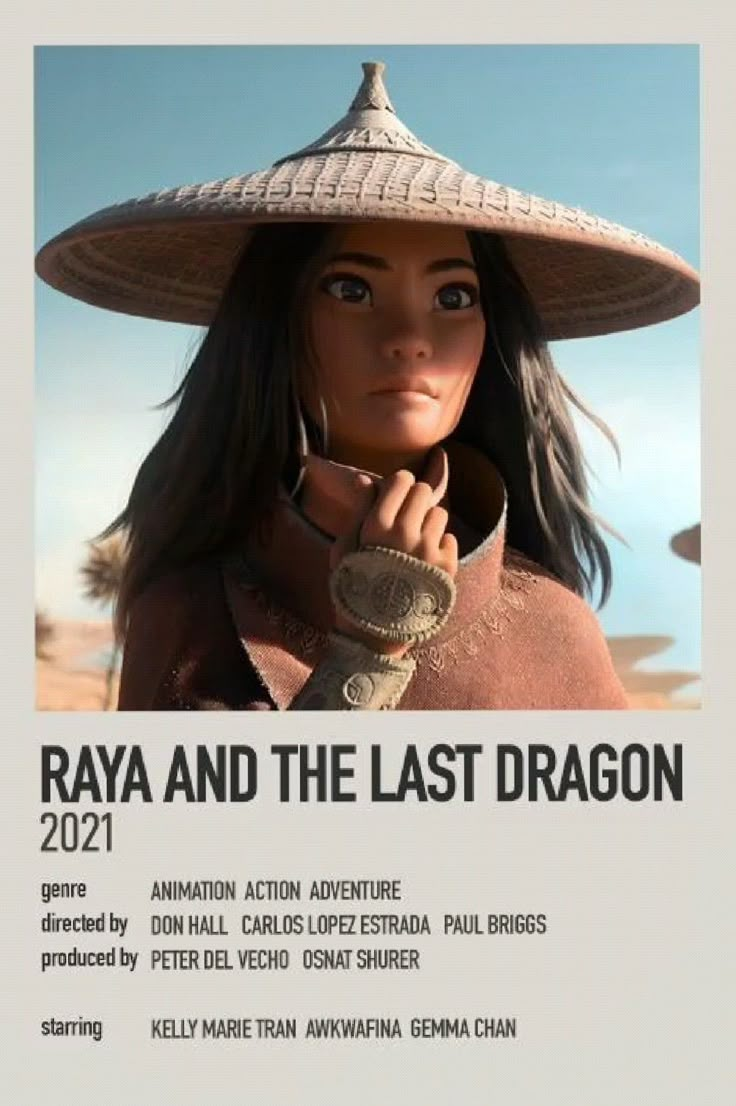 RAYA AND THE LAST DRAGON
2021
genre ANIMATION ACTION ADVENTURE
directed by DON HALL CARLOS LOPEZ ESTRADA PAUL BRIGGS
produced by PETER DEL VECHO OSNAT SHURER
starring KELLY MARIE TRAN AWKWAFINA GEMMA CHAN